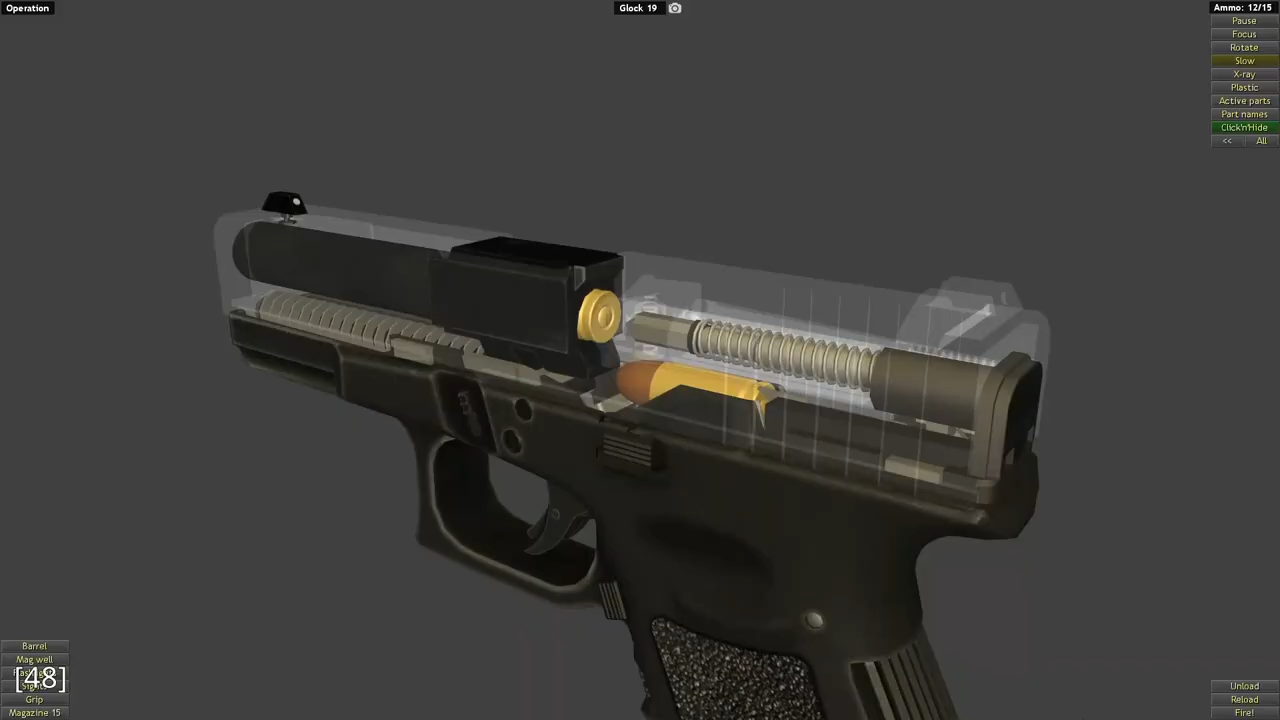 Operation
Glock 19
Ammo: 12/15
Pause
Focus
Rotate
Slow
X-ray
Plastic
Active parts
Part names
Click'n'Hide
<< All
Barrel
Mag well
[48]
Grip
Magazine 15
Unload
Reload
Fire!